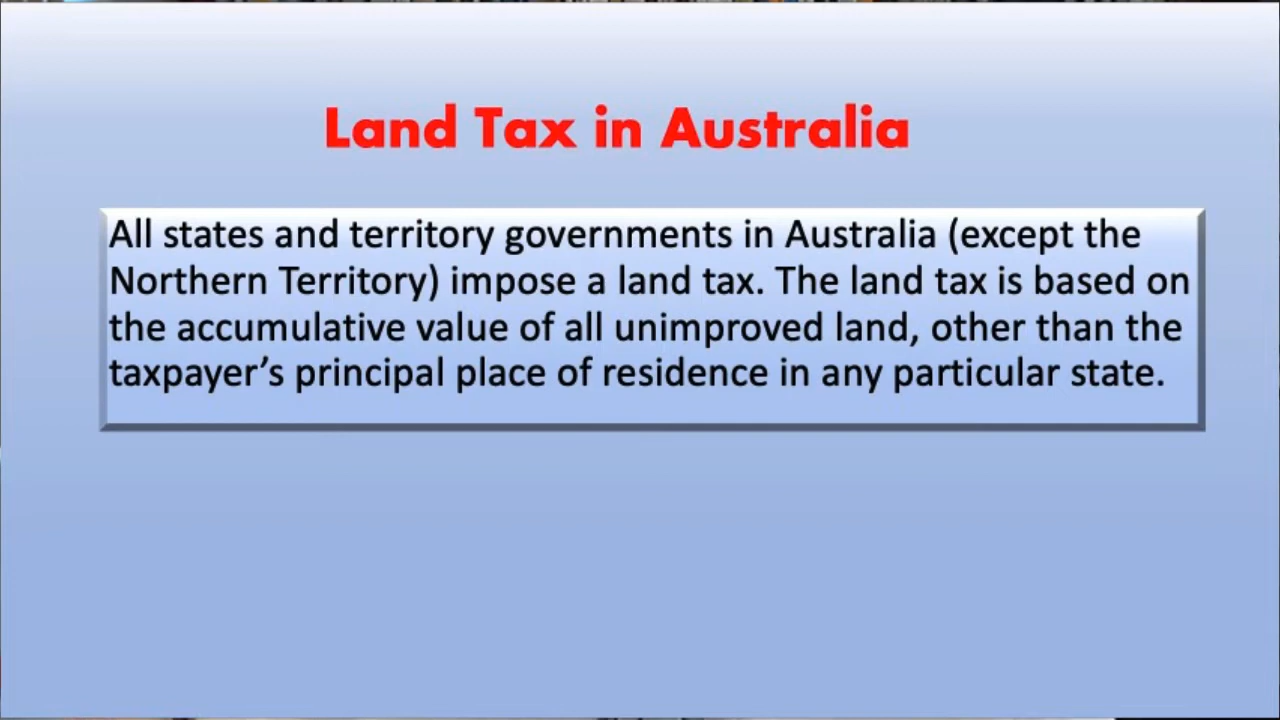 Land Tax in Australia
All states and territory governments in Australia (except the
Northern Territory) impose a land tax. The land tax is based on
the accumulative value of all unimproved land, other than the
taxpayer’s principal place of residence in any particular state.